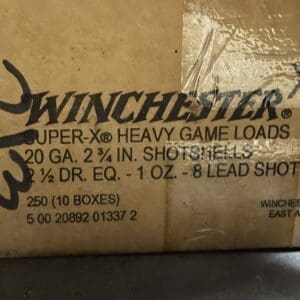 WINCHESTER®
SUPER-X® HEAVY GAME LOADS
20 GA. 2 ¾ IN. SHOTSHELLS
2 ½ DR. EQ. - 1 OZ. - 8 LEAD SHOT
250 (10 BOXES)
5 00 20892 01337 2
WINCHES
EAST A